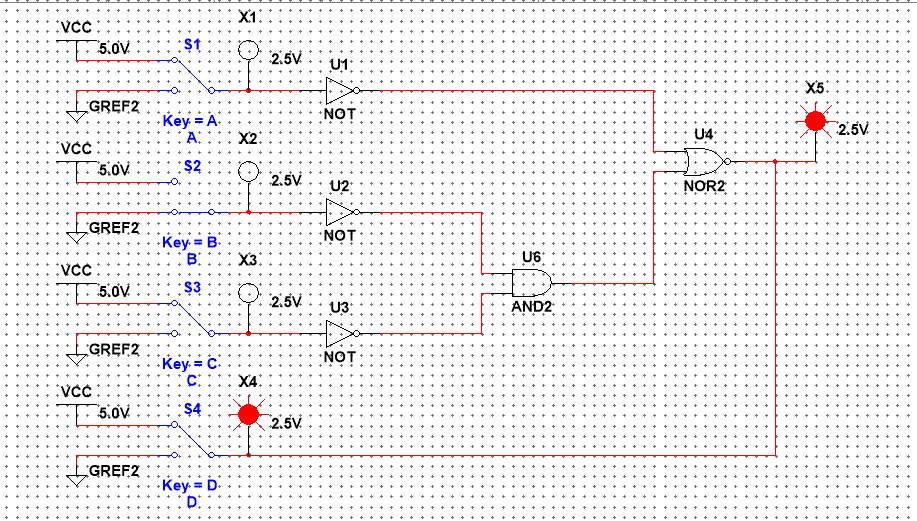 X1
VCC
S1
5.0V
2.5V
U1
X5
GREF2
NOT
Key = A
A
2.5V
X2
U4
VCC
S2
5.0V
2.5V
U2
NOR2
GREF2
NOT
Key = B
B
X3
U6
VCC
S3
5.0V
2.5V
U3
AND2
GREF2
NOT
Key = C
C
X4
VCC
S4
5.0V
2.5V
GREF2
Key = D
D